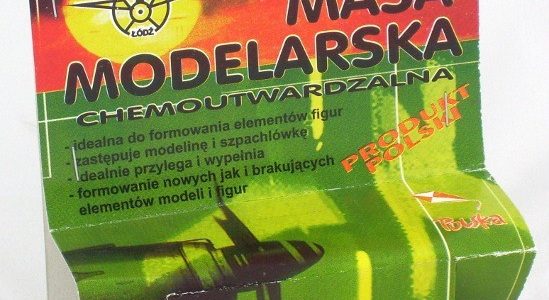 MASA
ŁÓDŹ
MODELARSKA
CHEMOUTWARDZALNA
- idealna do formowania elementów figur
- zastępuje modelinę i szpachlówkę
- idealnie przylega i wypełnia
- formowanie nowych jak i brakujących
elementów modeli i figur
PRODUKT
POLSKI